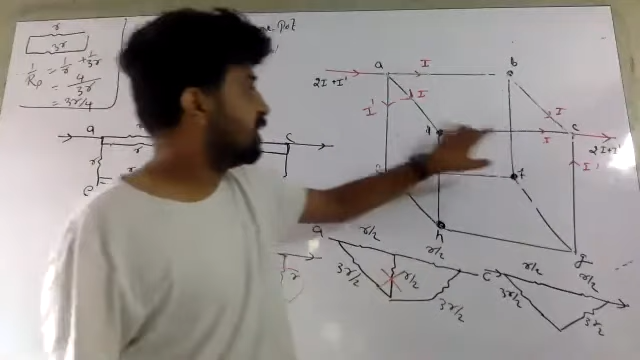 r
3r
1/Rp = 1/r + 1/3r
= 4/3r
= 3r/4
Pot
a
r
r
c
r
e
r
a
I
b
2I+I'
I
I'
I
I
c
2I+I'
I'
f
h
g
a
r/2
r/2
3r/2
r/2
3r/2
c
r/2
r/2
3r/2
3r/2